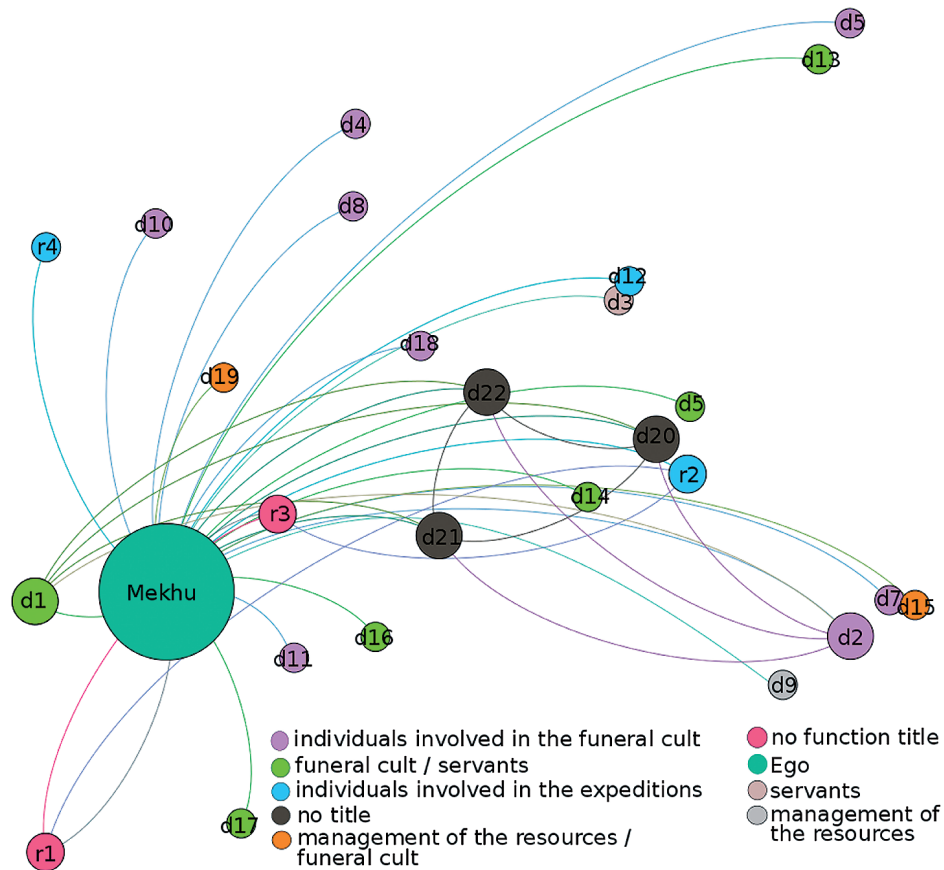 d5
d13
d4
d8
d10
r4
d12
d3
d18
d19
d22
d5
d20
r2
d14
r3
d21
Mekhu
d1
d7
d15
d16
d2
d11
d9
individuals involved in the funeral cult
funeral cult / servants
individuals involved in the expeditions
no title
management of the resources /
funeral cult
no function title
Ego
servants
management of
the resources
d17
r1